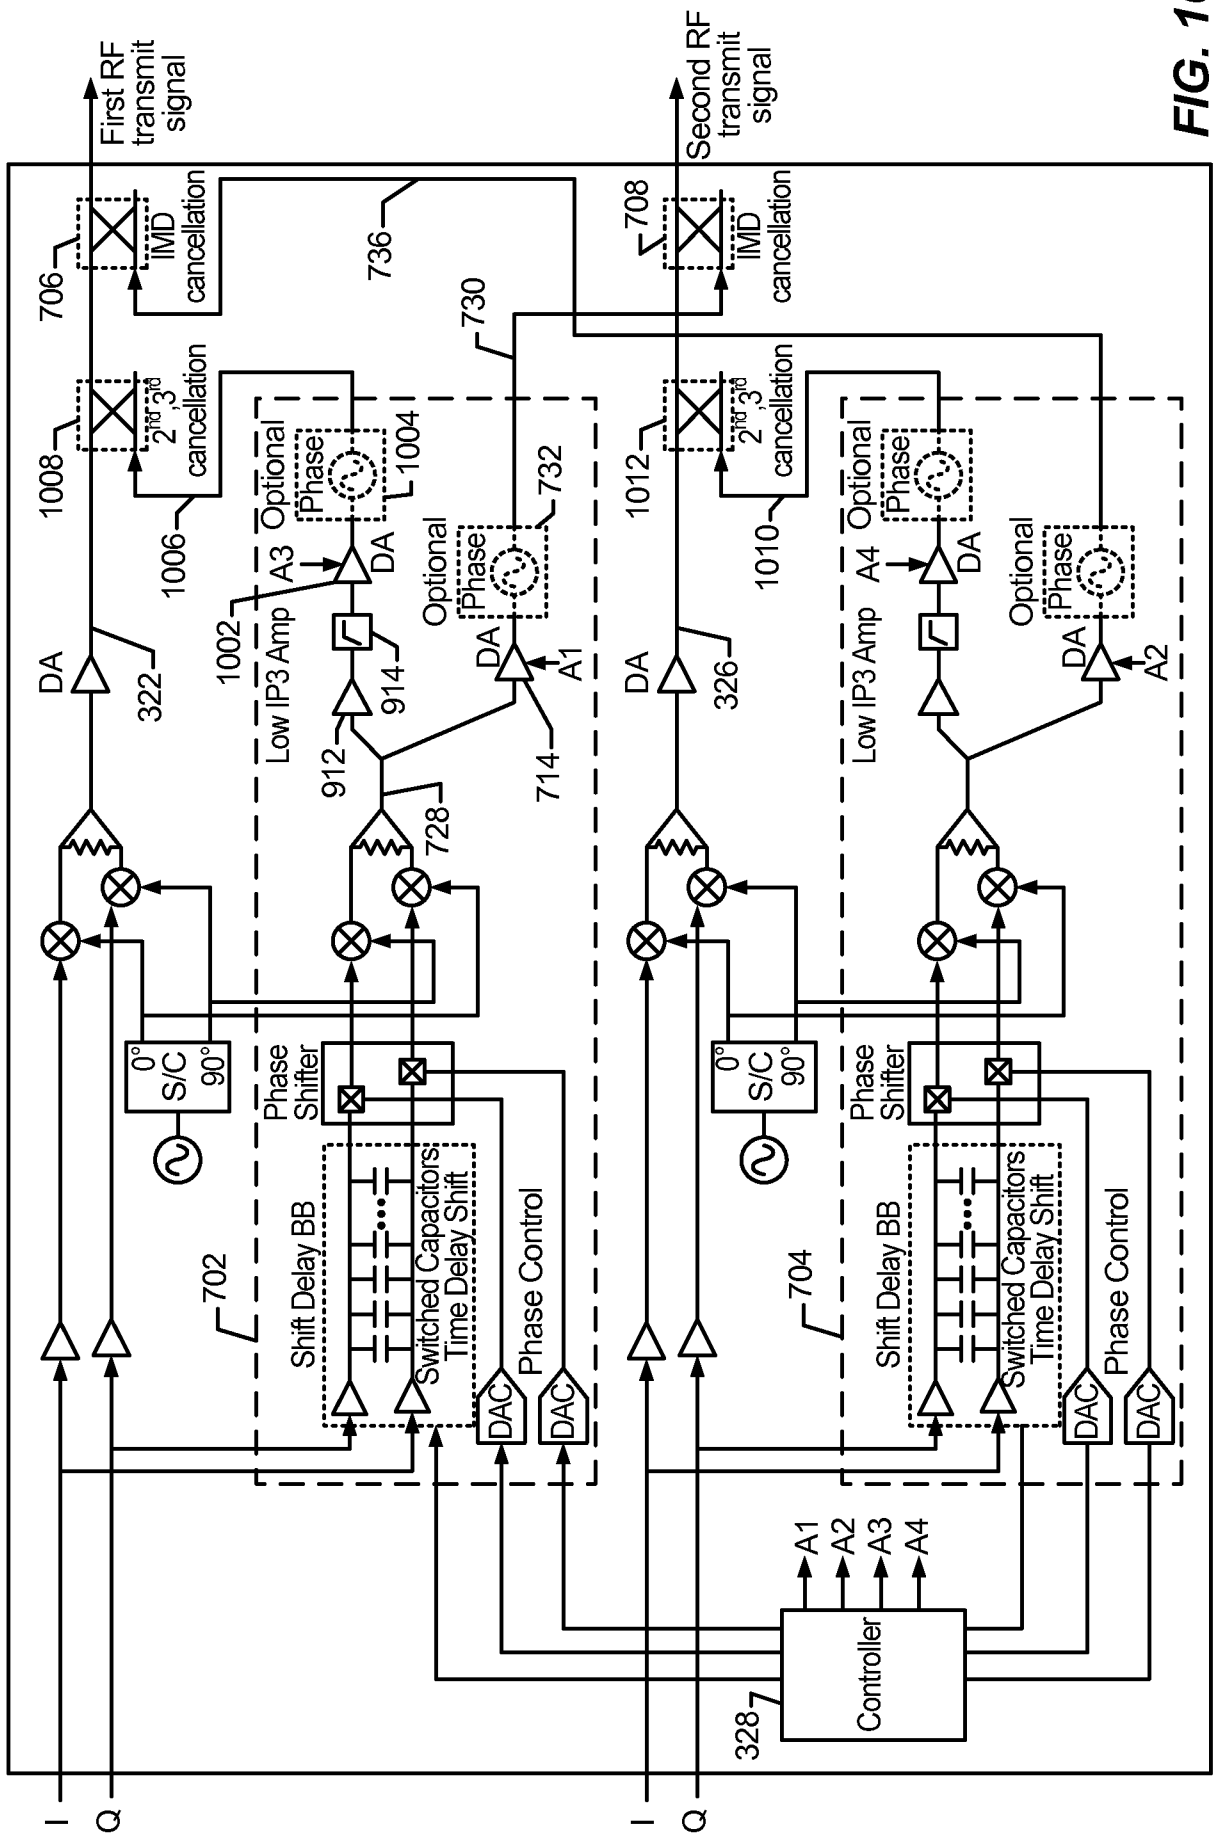 First RF
transmit
signal
706
IMD
cancellation
1008
2nd,3rd
cancellation
1006
DA
322
736
730
702
Shift Delay BB
Switched Capacitors
Time Delay Shift
Phase
Shifter
0°
S/C
90°
DAC
DAC
Phase Control
728
912
Low IP3 Amp
914
1002
A3
DA
Optional
Phase
1004
714
DA
A1
Optional
Phase
732
I
Q
Second RF
transmit
signal
708
IMD
cancellation
1012
2nd,3rd
cancellation
1010
DA
326
704
Shift Delay BB
Switched Capacitors
Time Delay Shift
Phase
Shifter
0°
S/C
90°
DAC
DAC
Phase Control
Low IP3 Amp
A4
DA
Optional
Phase
DA
A2
Optional
Phase
I
Q
328
Controller
A1
A2
A3
A4
FIG.